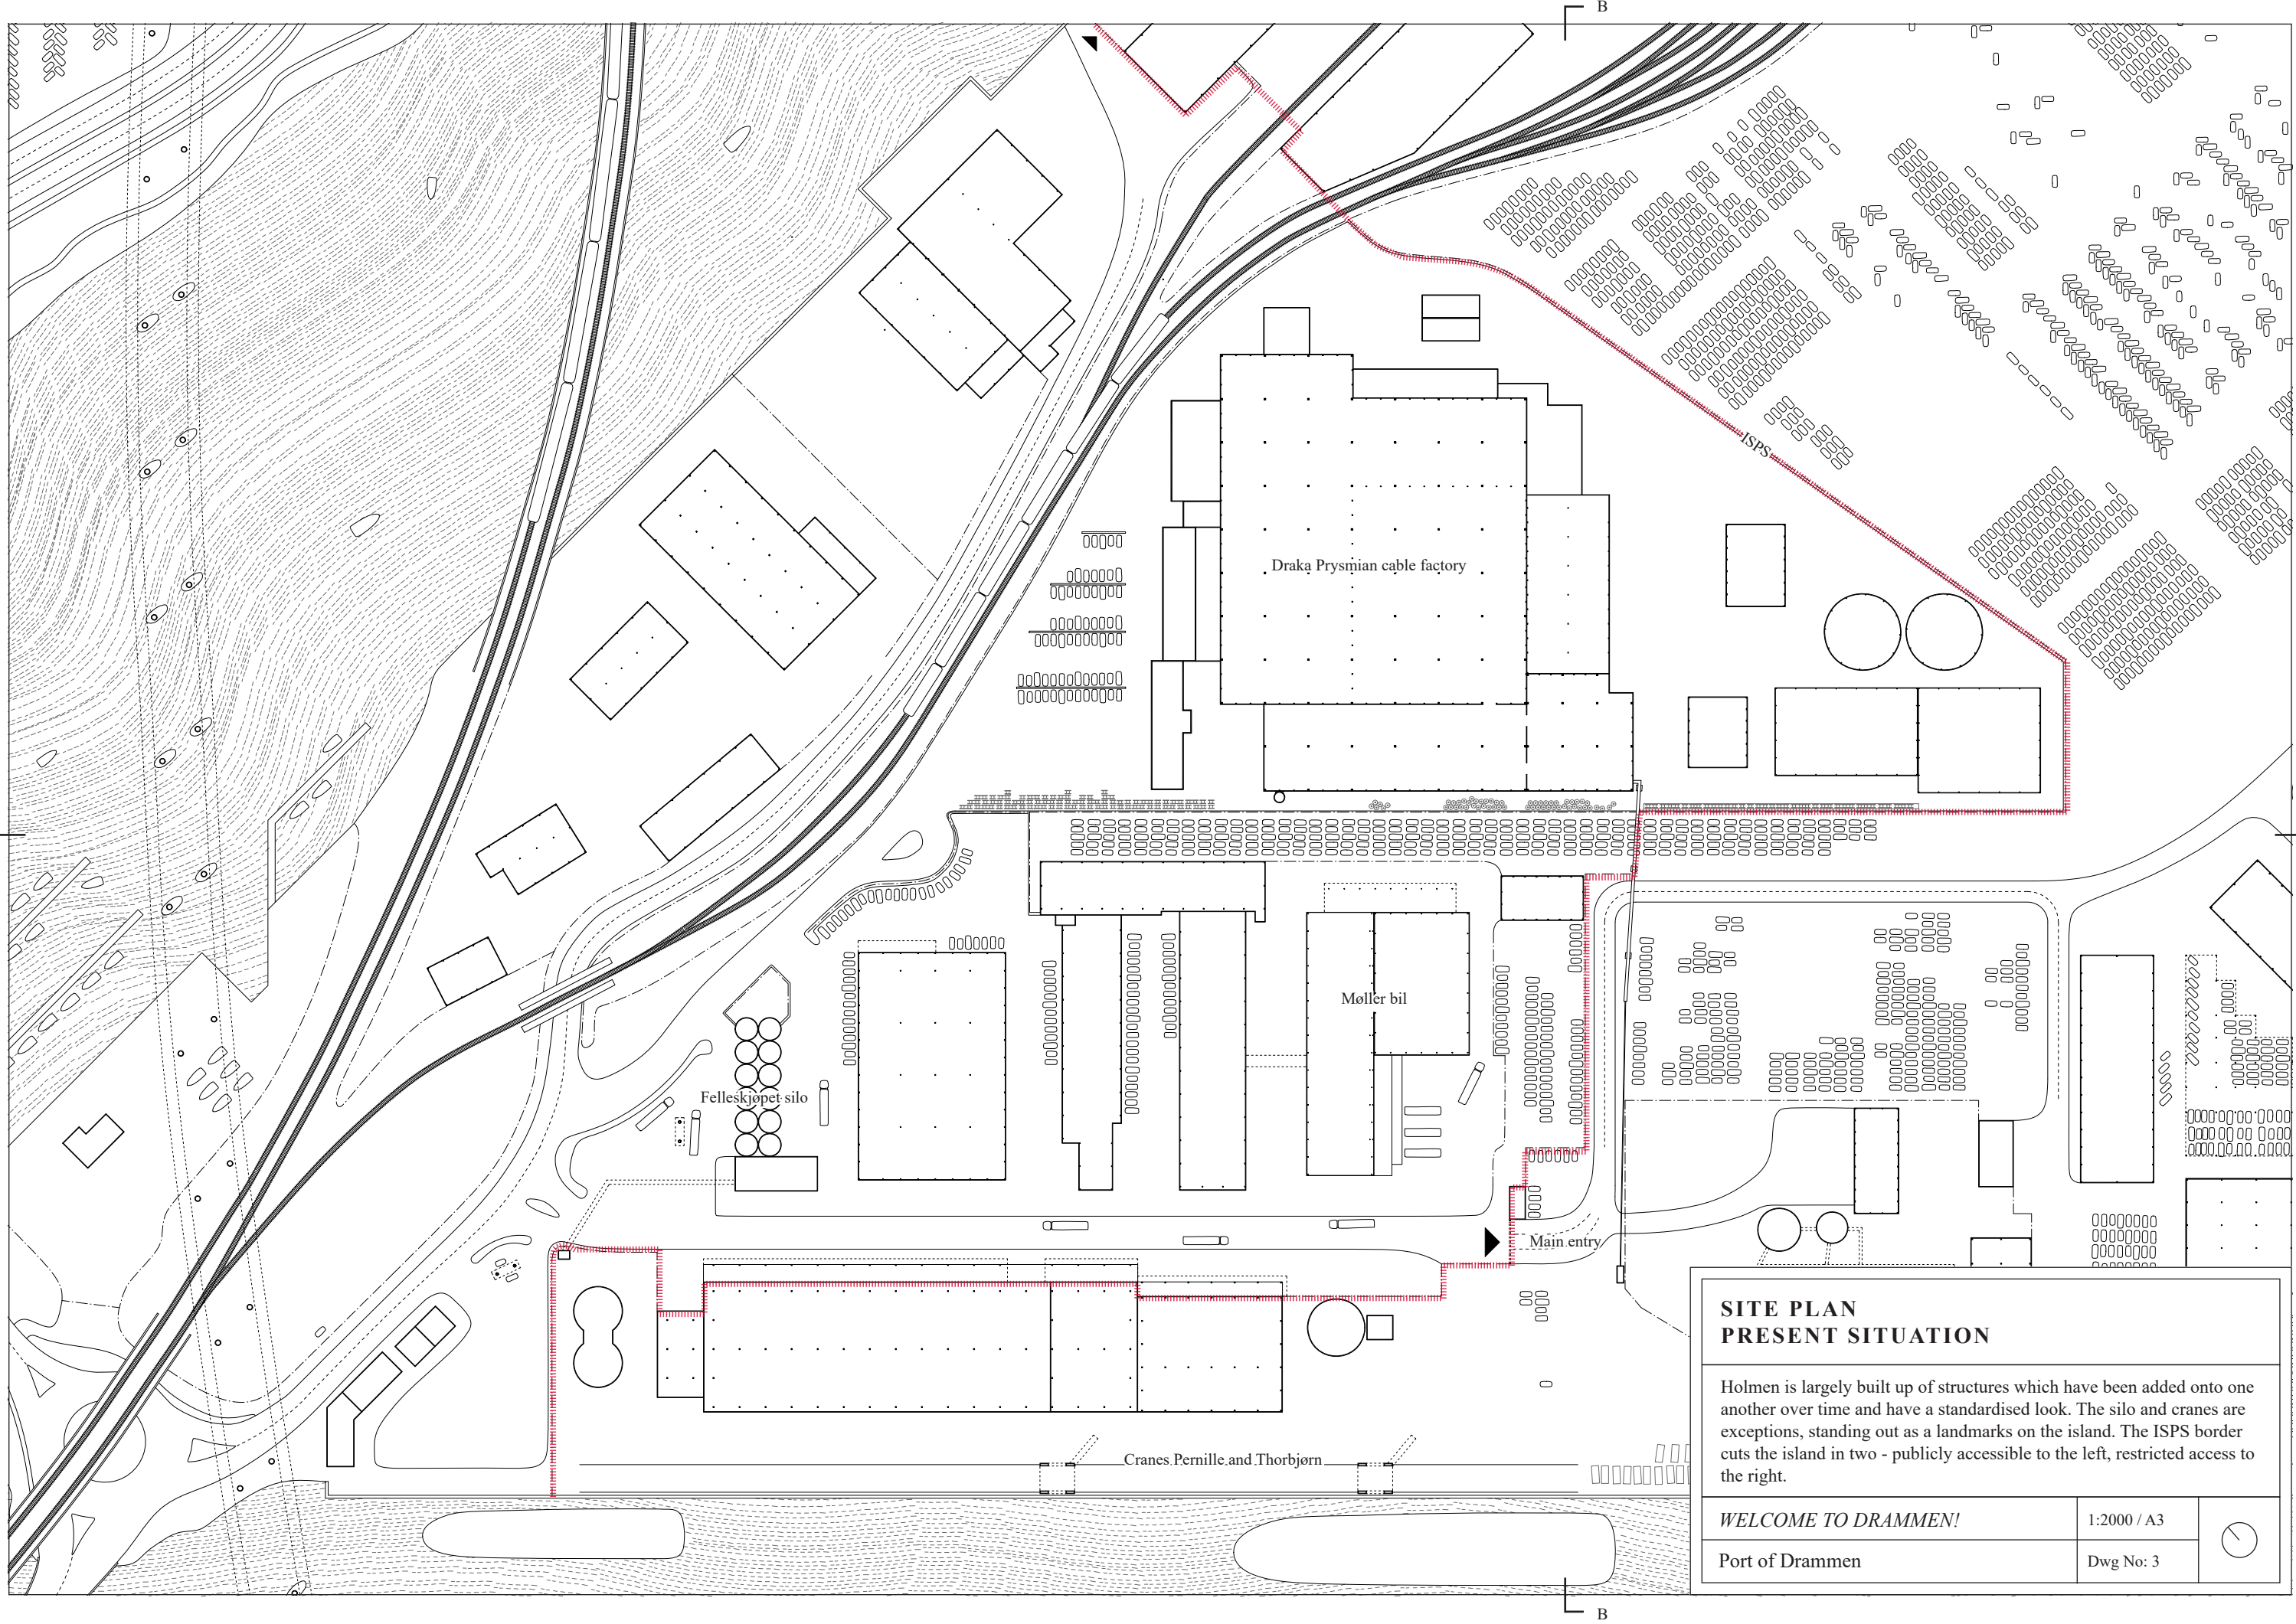 B
ISPS
Draka Prysmian cable factory
Møller bil
Felleskjøpet silo
Main entry
Cranes Pernille and Thorbjørn
SITE PLAN
PRESENT SITUATION
Holmen is largely built up of structures which have been added onto one
another over time and have a standardised look. The silo and cranes are
exceptions, standing out as a landmarks on the island. The ISPS border
cuts the island in two - publicly accessible to the left, restricted access to
the right.
WELCOME TO DRAMMEN!
1:2000 / A3
Port of Drammen
Dwg No: 3
B